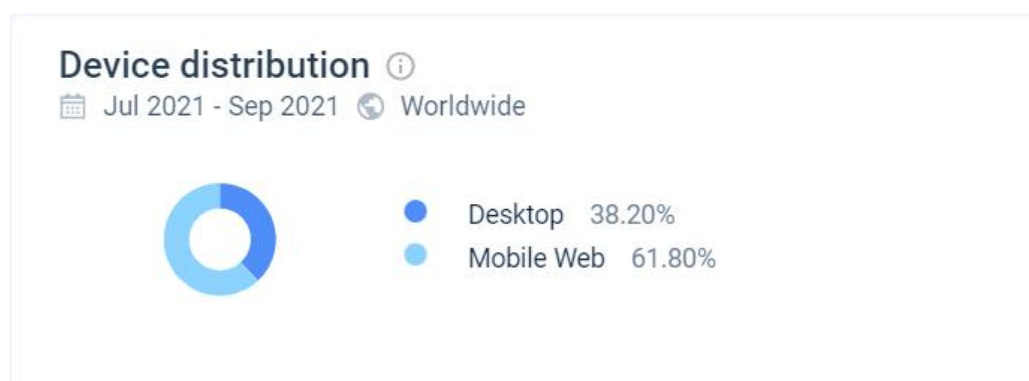 Device distribution
Jul 2021 - Sep 2021 Worldwide
Desktop 38.20%
Mobile Web 61.80%